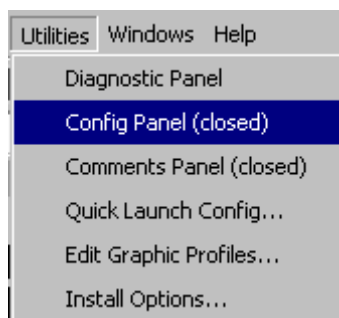 Utilities Windows Help
Diagnostic Panel
Config Panel (closed)
Comments Panel (closed)
Quick Launch Config...
Edit Graphic Profiles...
Install Options...